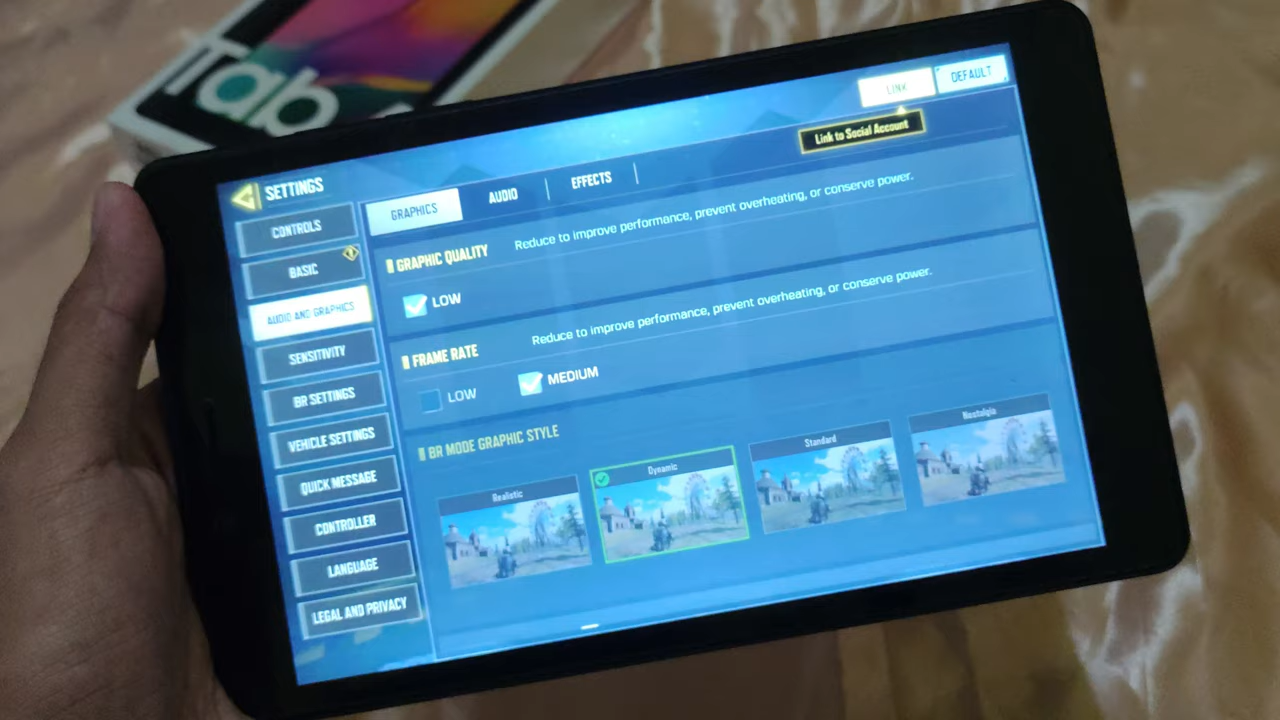 Tab
LINK
DEFAULT
Link to Social Account
SETTINGS
CONTROLS
BASIC
AUDIO AND GRAPHICS
SENSITIVITY
BR SETTINGS
VEHICLE SETTINGS
QUICK MESSAGE
CONTROLLER
LANGUAGE
LEGAL AND PRIVACY
GRAPHICS
AUDIO
EFFECTS
GRAPHIC QUALITY
Reduce to improve performance, prevent overheating, or conserve power.
LOW
FRAME RATE
Reduce to improve performance, prevent overheating, or conserve power.
LOW
MEDIUM
BR MODE GRAPHIC STYLE
Realistic
Dynamic
Standard
Nostalgia